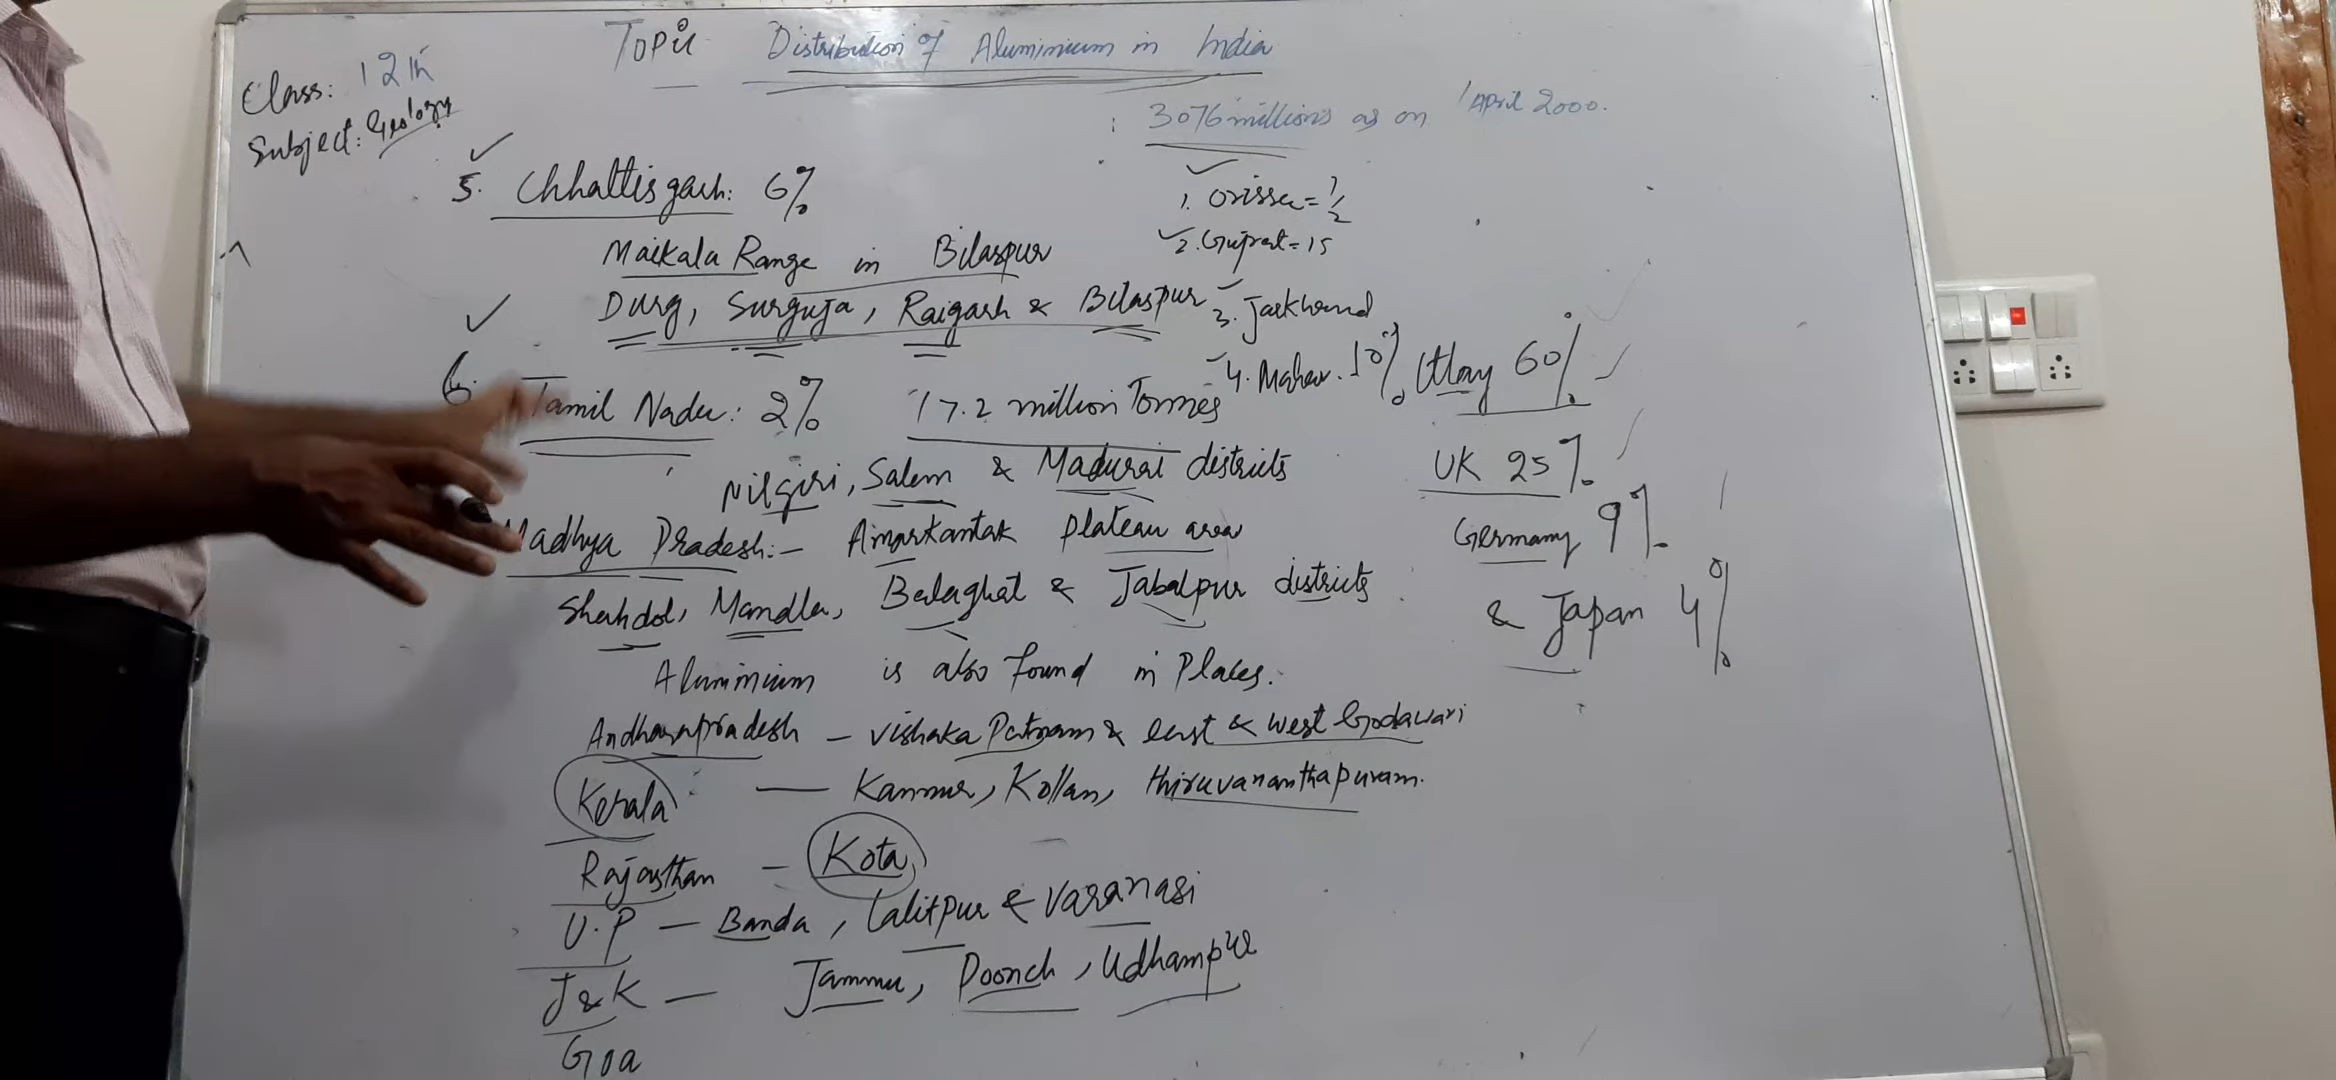 Topic Distribution of Aluminium in India
Class: 12th
Subject: Geology
: 3076 millions as on 1 April 2000.
5. Chhattisgarh: 6%
Maikala Range in Bilaspur
Durg, Surguja, Raigarh & Bilaspur
1. Orissa = 1/2
2. Gujrat = 15
3. Jarkhand
4. Mahar. 10%
6. Tamil Nadu: 2% 17.2 million Tonnes
Nilgiri, Salem & Madurai districts
Madhya Pradesh:- Amarkantak Plateau area
Shahdol, Mandla, Balaghat & Jabalpur districts
Aluminium is also found in Places.
Andhrapradesh - Vishaka Patnam & east & west Godawari
Kerala - Kannur, Kollam, thiruvananthapuram.
Rajasthan - Kota
U.P - Banda, Lalitpur & Varanasi
J & K - Jammu, Poonch, Udhampur
Goa
Itlay 60%
UK 25%
Germany 9%
& Japan 4%